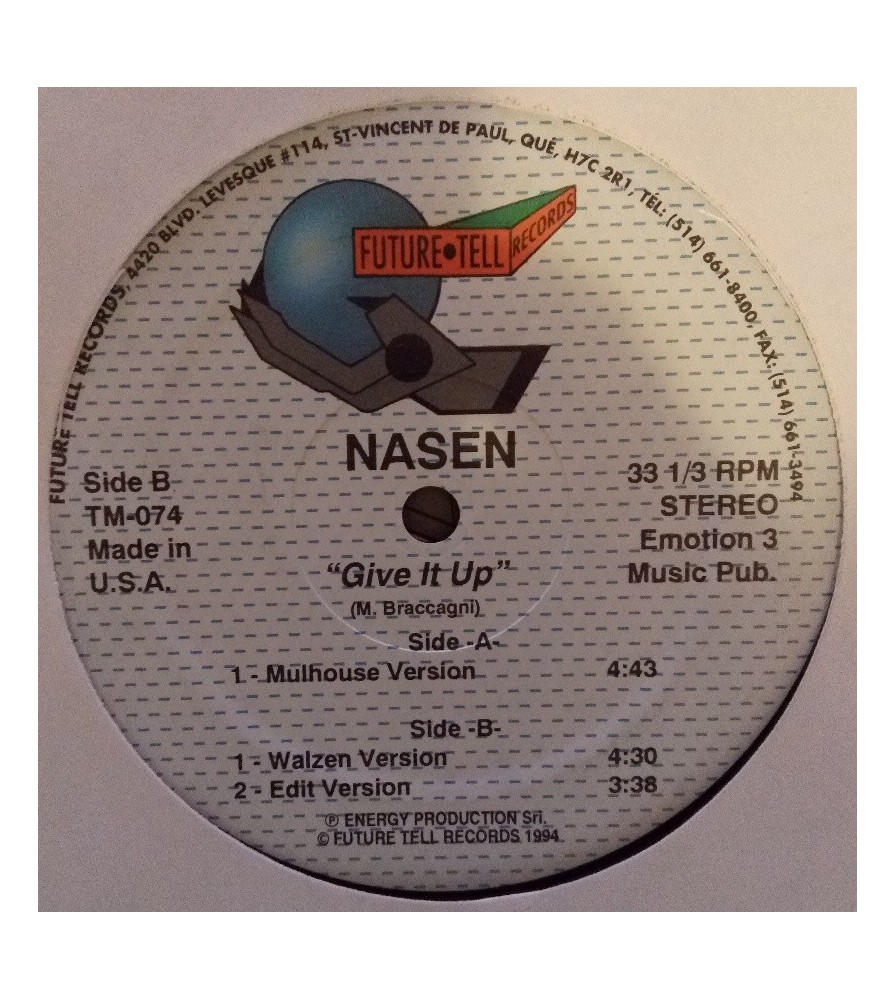 FUTURE TELL RECORDS, 4420 BLVD. LEVESQUE #114, ST-VINCENT DE PAUL, QUÉ, H7C 2R1, TÉL: (514) 661-8400, FAX: (514) 661-3494
FUTURE•TELL
RECORDS
NASEN
Side B
TM-074
Made in
U.S.A.
33 1/3 RPM
STEREO
Emotion 3
Music Pub.
"Give It Up"
(M. Braccagni)
Side -A-
1 - Mulhouse Version 4:43
Side -B-
1 - Walzen Version 4:30
2 - Edit Version 3:38
℗ ENERGY PRODUCTION Srl.
© FUTURE TELL RECORDS 1994